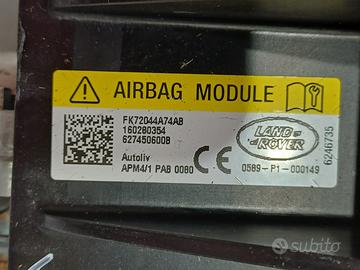 AIRBAG MODULE
FK72044A74AB
160280354
627450600B
Autoliv
APM4/1 PAB 0080
CE
LAND
ROVER
0589-P1-000149
6246735
subito